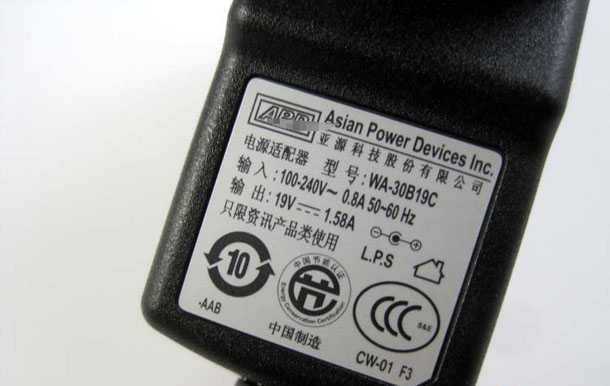 APD Asian Power Devices Inc.
亚源科技股份有限公司
电源适配器 型号: WA-30B19C
输入: 100-240V~ 0.8A 50~60 Hz
输出: 19V 1.58A
只限资讯产品类使用
L.P.S
10
中国节能认证
Energy Conservation Certification
CCC S&E
-AAB
中国制造
CW-01 F3